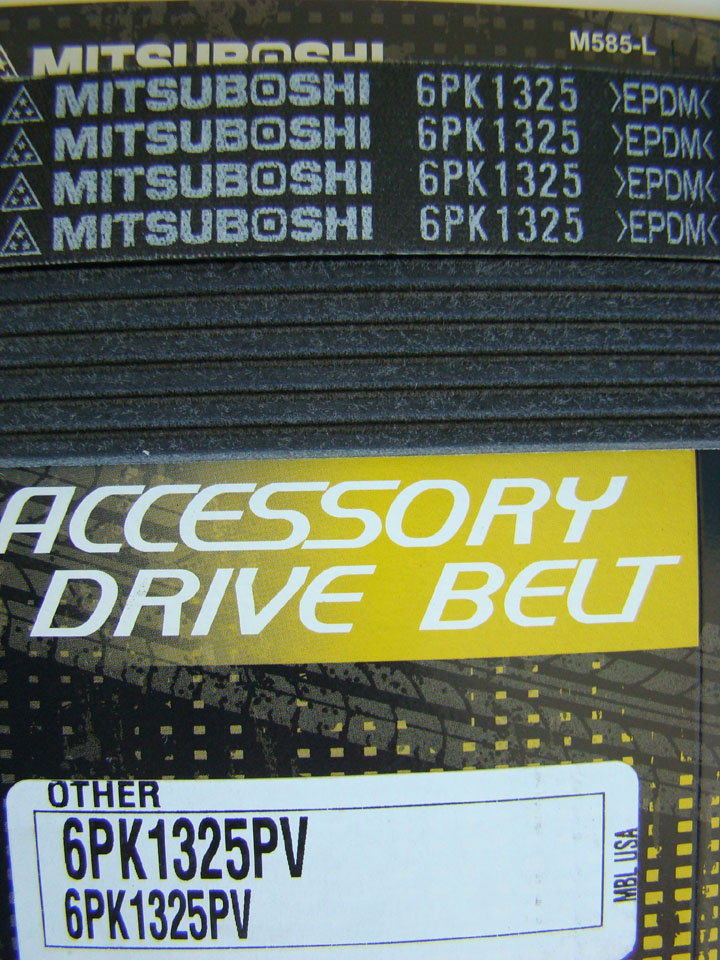 M585-L
MITSUBOSHI
MITSUBOSHI 6PK1325 >EPDM<
MITSUBOSHI 6PK1325 >EPDM<
MITSUBOSHI 6PK1325 >EPDM<
MITSUBOSHI 6PK1325 >EPDM<
ACCESSORY
DRIVE BELT
OTHER
6PK1325PV
6PK1325PV
MBL USA